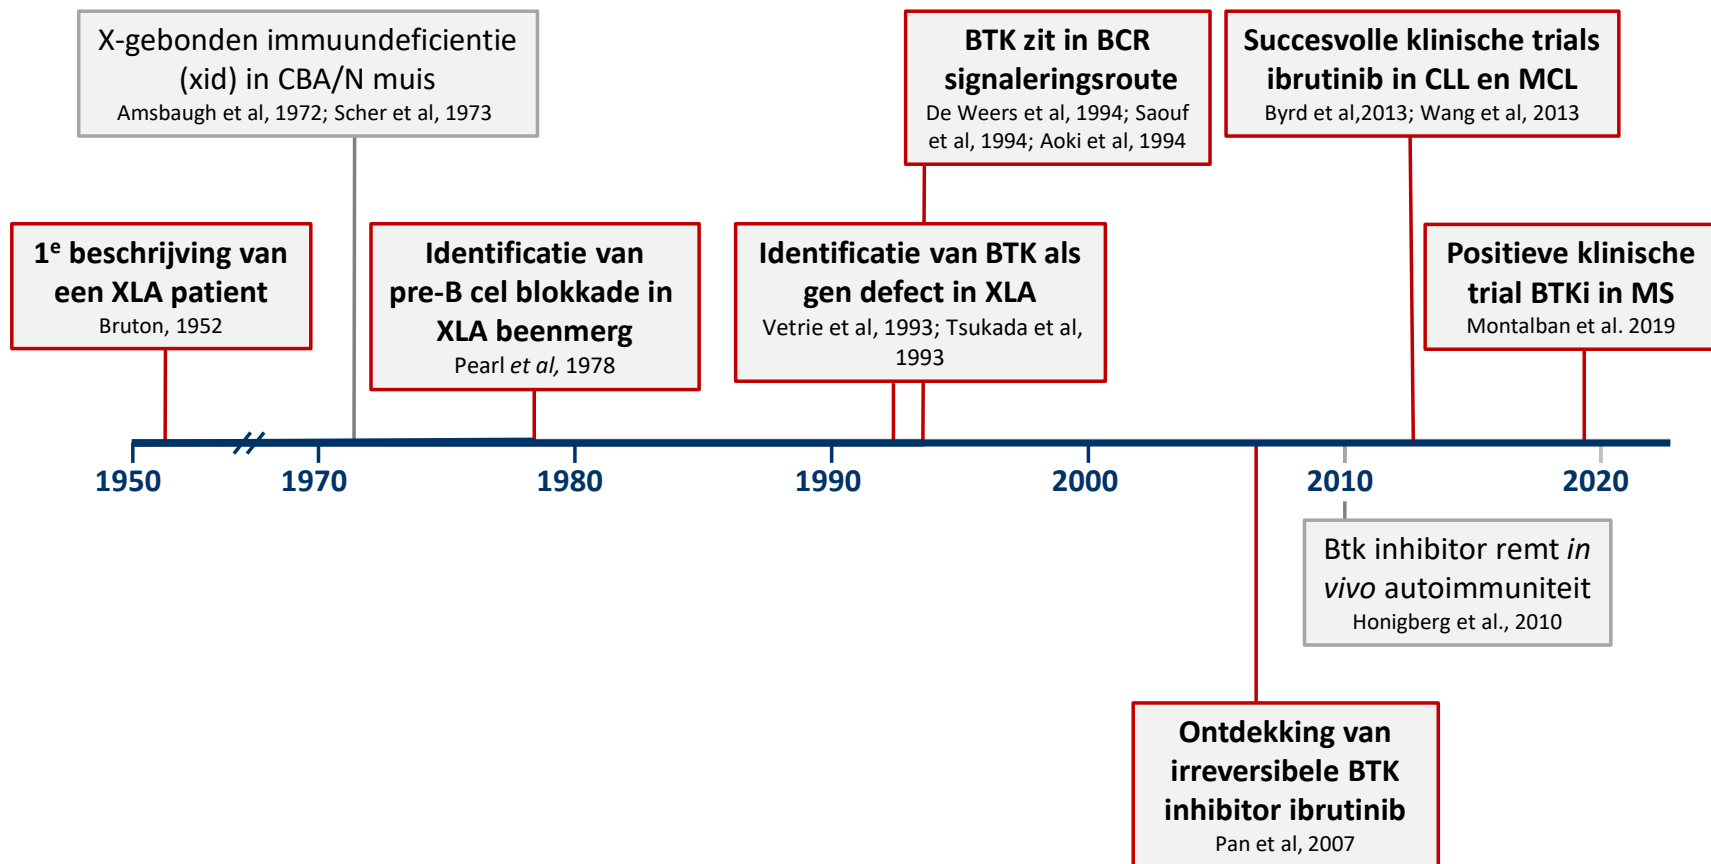 X-gebonden immuundeficientie
(xid) in CBA/N muis
Amsbaugh et al, 1972; Scher et al, 1973
BTK zit in BCR
signaleringsroute
De Weers et al, 1994; Saouf
et al, 1994; Aoki et al, 1994
Succesvolle klinische trials
ibrutinib in CLL en MCL
Byrd et al,2013; Wang et al, 2013
1e beschrijving van
een XLA patient
Bruton, 1952
Identificatie van
pre-B cel blokkade in
XLA beenmerg
Pearl et al, 1978
Identificatie van BTK als
gen defect in XLA
Vetrie et al, 1993; Tsukada et al,
1993
Positieve klinische
trial BTKi in MS
Montalban et al. 2019
1950 1970 1980 1990 2000 2010 2020
Btk inhibitor remt in
vivo autoimmuniteit
Honigberg et al., 2010
Ontdekking van
irreversibele BTK
inhibitor ibrutinib
Pan et al, 2007